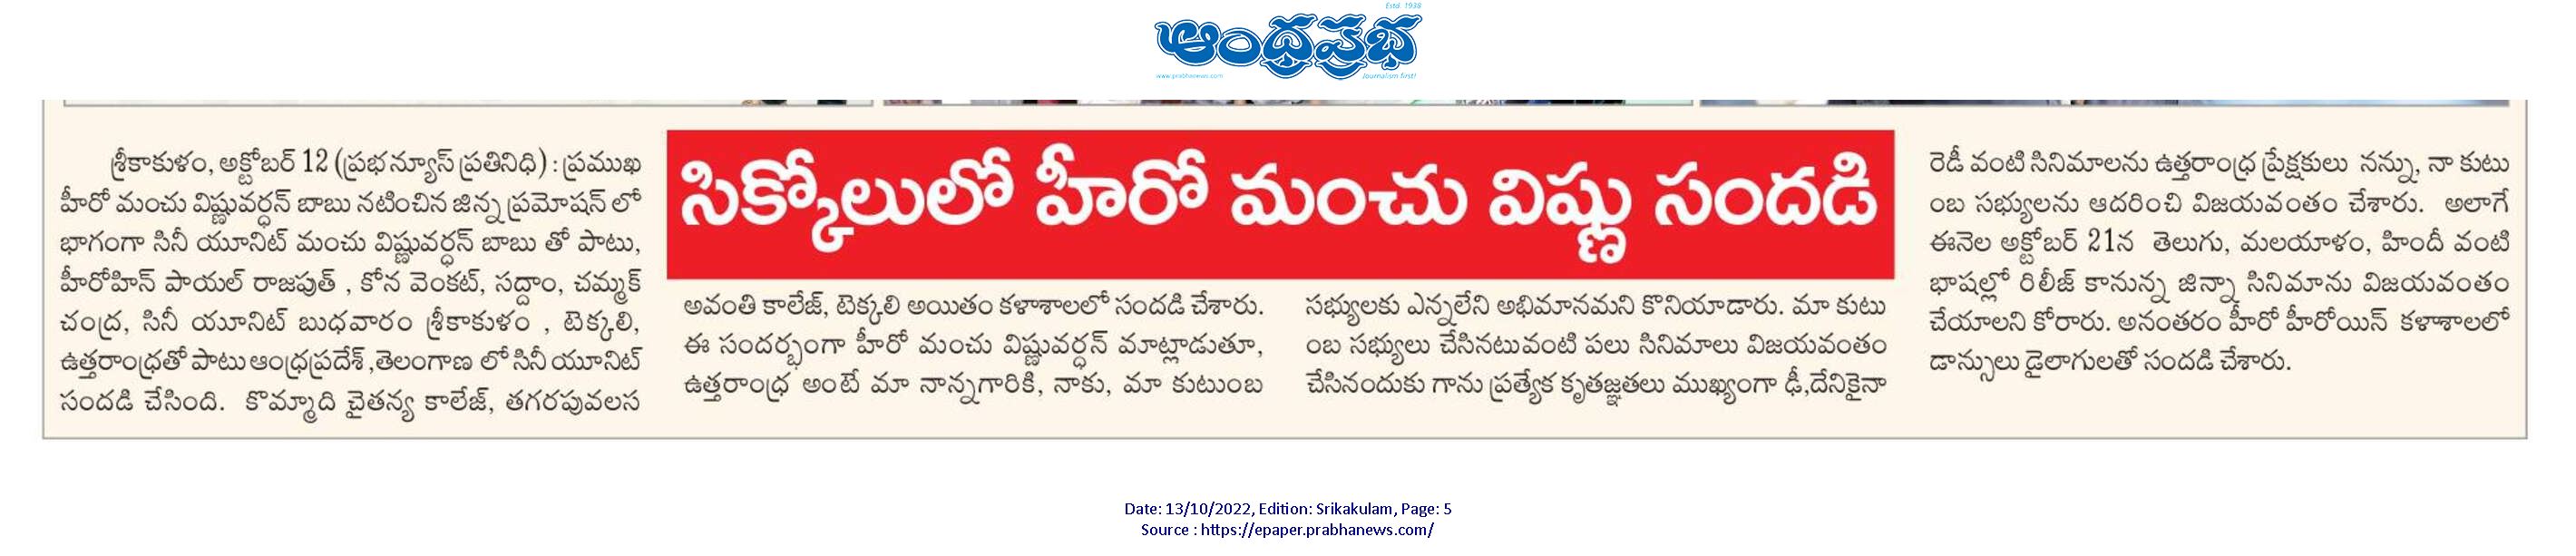 Estd. 1938
ఆంధ్రప్రభ
www.prabhanews.com
Journalism first!
సిక్కోలులో హీరో మంచు విష్ణు సందడి
శ్రీకాకుళం, అక్టోబర్ 12 (ప్రభన్యూస్ ప్రతినిధి) : ప్రముఖ
హీరో మంచు విష్ణువర్ధన్ బాబు నటించిన జిన్న ప్రమోషన్ లో
భాగంగా సినీ యూనిట్ మంచు విష్ణువర్ధన్ బాబు తో పాటు,
హీరోహిన్ పాయల్ రాజపుత్ , కోన వెంకట్, సద్దాం, చమ్మక్
చంద్ర, సినీ యూనిట్ బుధవారం శ్రీకాకుళం , టెక్కలి,
ఉత్తరాంధ్రతో పాటు ఆంధ్రప్రదేశ్ ,తెలంగాణ లో సినీ యూనిట్
సందడి చేసింది. కొమ్మాది చైతన్య కాలేజ్, తగరపువలస
అవంతి కాలేజ్, టెక్కలి అయితం కళాశాలలో సందడి చేశారు.
ఈ సందర్భంగా హీరో మంచు విష్ణువర్ధన్ మాట్లాడుతూ,
ఉత్తరాంధ్ర అంటే మా నాన్నగారికి, నాకు, మా కుటుంబ
సభ్యులకు ఎన్నలేని అభిమానమని కొనియాడారు. మా కుటు
ంబ సభ్యులు చేసినటువంటి పలు సినిమాలు విజయవంతం
చేసినందుకు గాను ప్రత్యేక కృతజ్ఞతలు ముఖ్యంగా ఢీ,దేనికైనా
రెడీ వంటి సినిమాలను ఉత్తరాంధ్ర ప్రేక్షకులు నన్ను, నా కుటు
ంబ సభ్యులను ఆదరించి విజయవంతం చేశారు. అలాగే
ఈనెల అక్టోబర్ 21న తెలుగు, మలయాళం, హిందీ వంటి
భాషల్లో రిలీజ్ కానున్న జిన్నా సినిమాను విజయవంతం
చేయాలని కోరారు. అనంతరం హీరో హీరోయిన్ కళాశాలలో
డాన్సులు డైలాగులతో సందడి చేశారు.
Date: 13/10/2022, Edition: Srikakulam, Page: 5
Source : https://epaper.prabhanews.com/